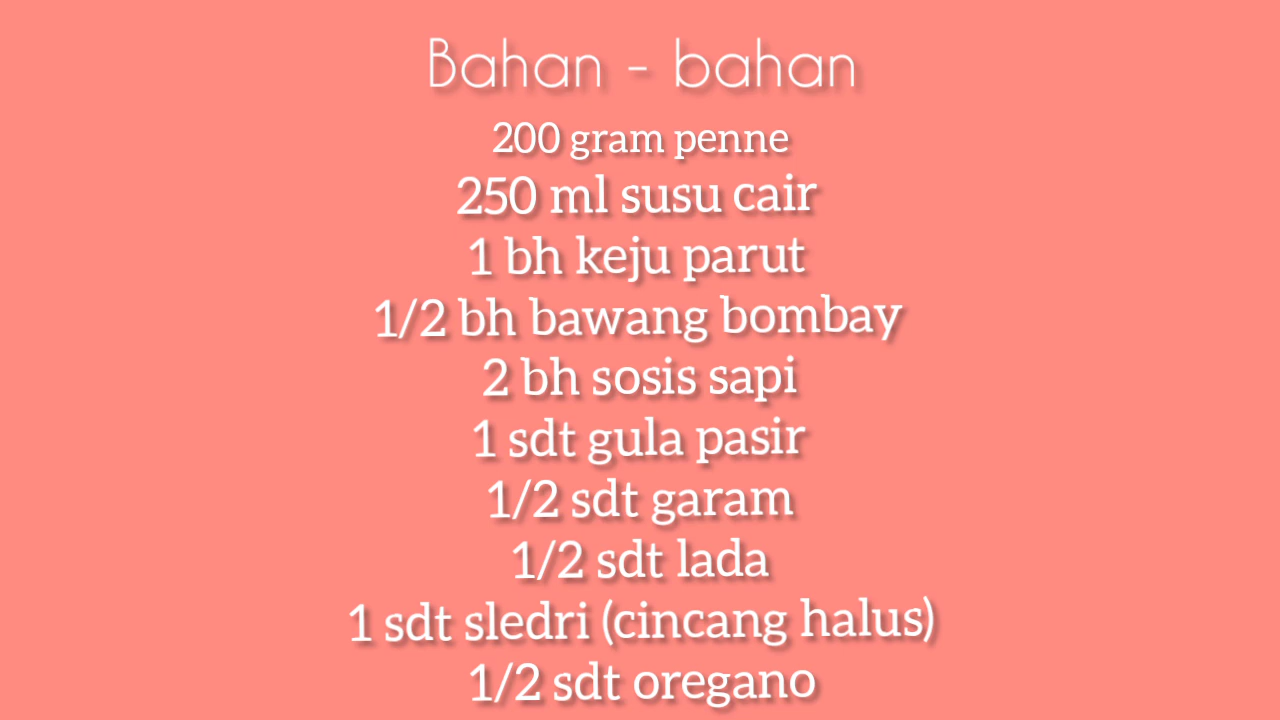 Bahan - bahan
200 gram penne
250 ml susu cair
1 bh keju parut
1/2 bh bawang bombay
2 bh sosis sapi
1 sdt gula pasir
1/2 sdt garam
1/2 sdt lada
1 sdt sledri (cincang halus)
1/2 sdt oregano